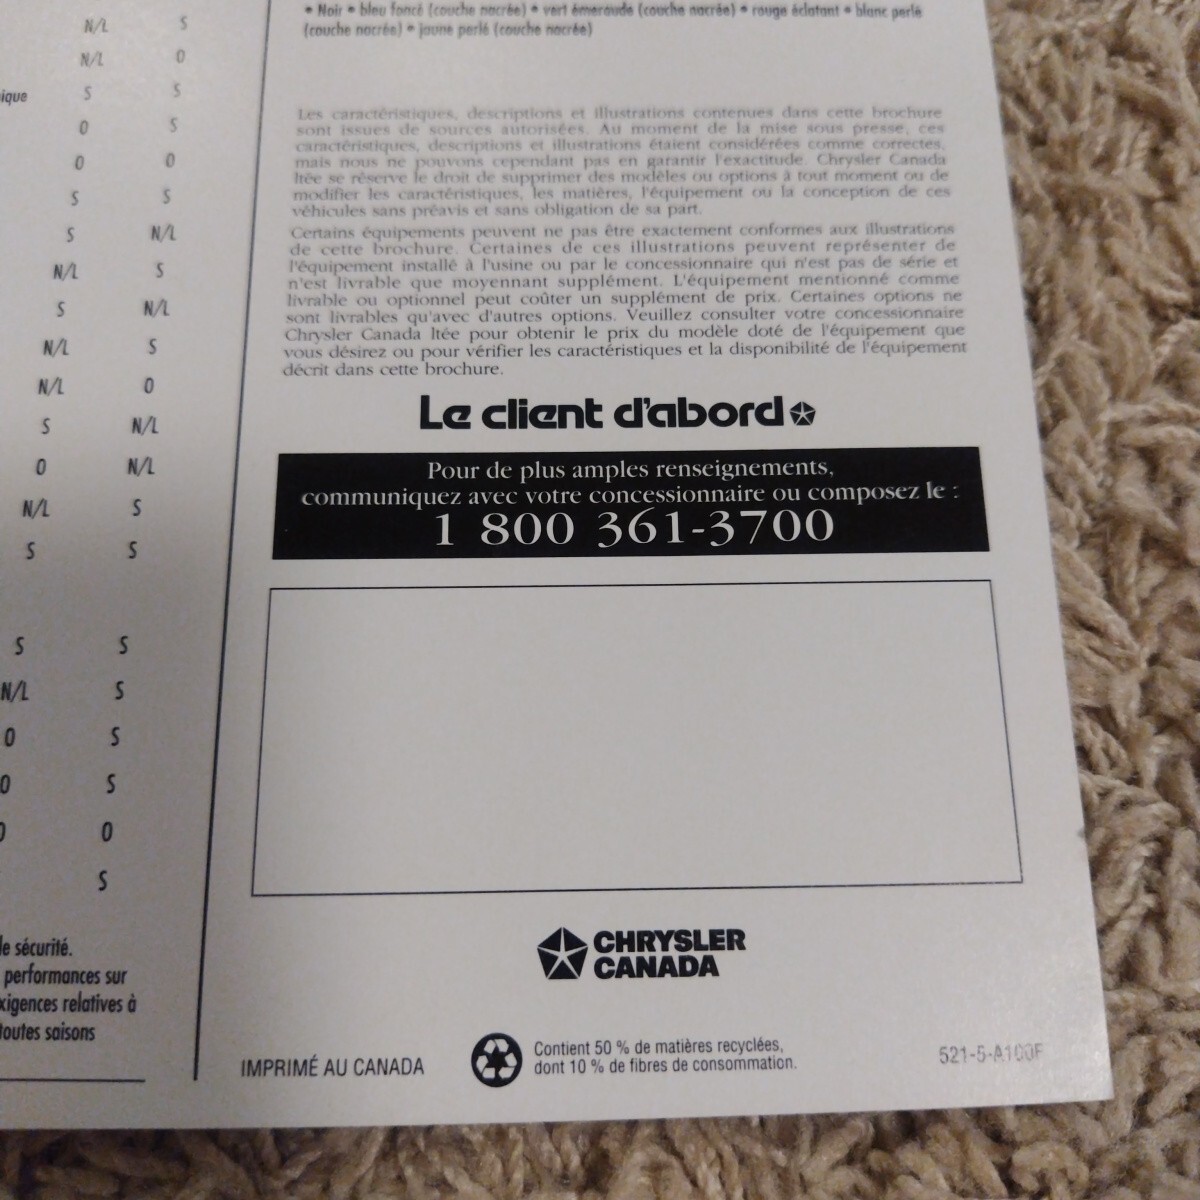 N/L S
N/L O
ique S S
O S
O O
S S
S N/L
N/L S
S N/L
N/L S
N/L O
S N/L
O N/L
N/L S
S S
S S
N/L S
O S
O S
O O
S
le sécurité.
performances sur
xigences relatives à
toutes saisons
• Noir • bleu foncé (couche nacrée) • vert émeraude (couche nacrée) • rouge éclatant • blanc perlé
(couche nacrée) • jaune perlé (couche nacrée)
Les caractéristiques, descriptions et illustrations contenues dans cette brochure
sont issues de sources autorisées. Au moment de la mise sous presse, ces
caractéristiques, descriptions et illustrations étaient considérées comme correctes,
mais nous ne pouvons cependant pas en garantir l'exactitude. Chrysler Canada
ltée se réserve le droit de supprimer des modèles ou options à tout moment ou de
modifier les caractéristiques, les matières, l'équipement ou la conception de ces
véhicules sans préavis et sans obligation de sa part.
Certains équipements peuvent ne pas être exactement conformes aux illustrations
de cette brochure. Certaines de ces illustrations peuvent représenter de
l'équipement installé à l'usine ou par le concessionnaire qui n'est pas de série et
n'est livrable que moyennant supplément. L'équipement mentionné comme
livrable ou optionnel peut coûter un supplément de prix. Certaines options ne
sont livrables qu'avec d'autres options. Veuillez consulter votre concessionnaire
Chrysler Canada ltée pour obtenir le prix du modèle doté de l'équipement que
vous désirez ou pour vérifier les caractéristiques et la disponibilité de l'équipement
décrit dans cette brochure.
Le client d'abord
Pour de plus amples renseignements,
communiquez avec votre concessionnaire ou composez le :
1 800 361-3700
CHRYSLER
CANADA
IMPRIMÉ AU CANADA
Contient 50 % de matières recyclées,
dont 10 % de fibres de consommation.
521-5-A100F